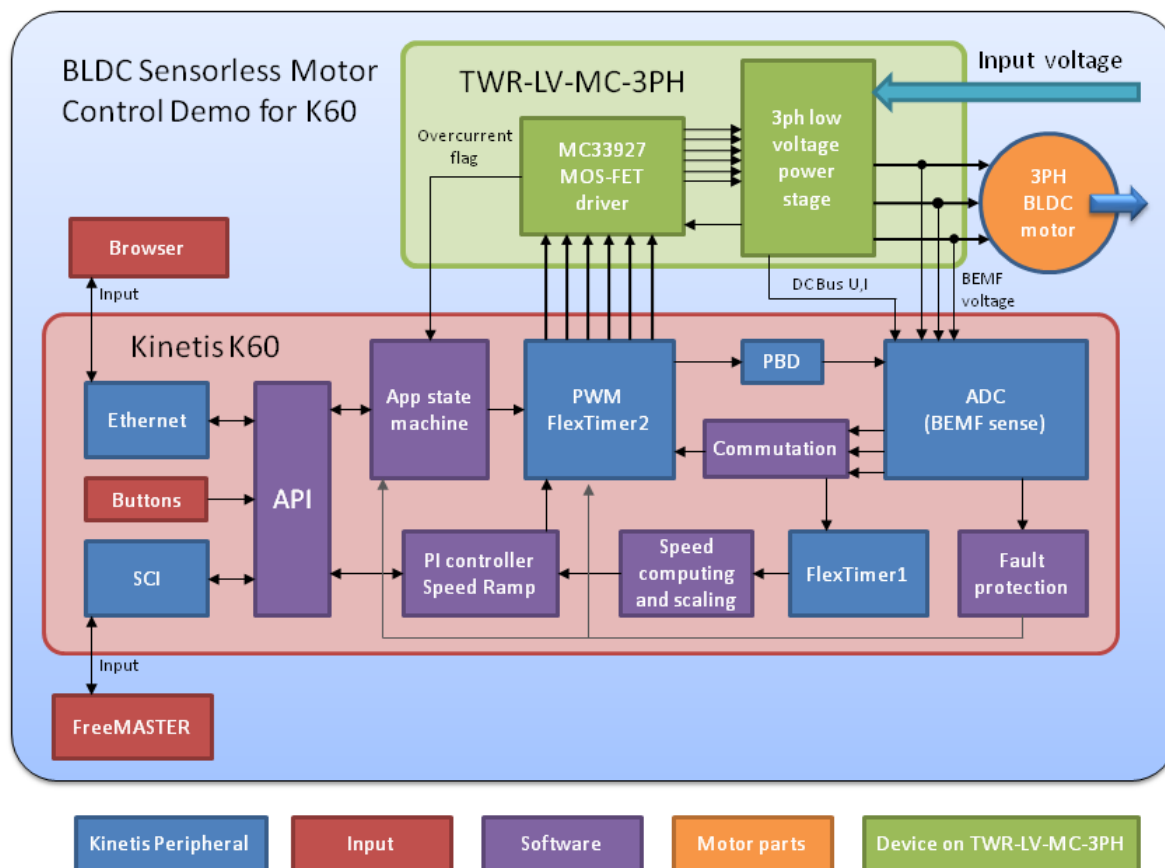 BLDC Sensorless Motor
Control Demo for K60
TWR-LV-MC-3PH
Input voltage
Overcurrent
flag
MC33927
MOS-FET
driver
3ph low
voltage
power
stage
3PH
BLDC
motor
Browser
Input
DC Bus U,I
BEMF
voltage
Kinetis K60
Ethernet
Buttons
SCI
API
App state
machine
PWM
FlexTimer2
PBD
ADC
(BEMF sense)
Commutation
PI controller
Speed Ramp
Speed
computing
and scaling
FlexTimer1
Fault
protection
Input
FreeMASTER
Kinetis Peripheral
Input
Software
Motor parts
Device on TWR-LV-MC-3PH